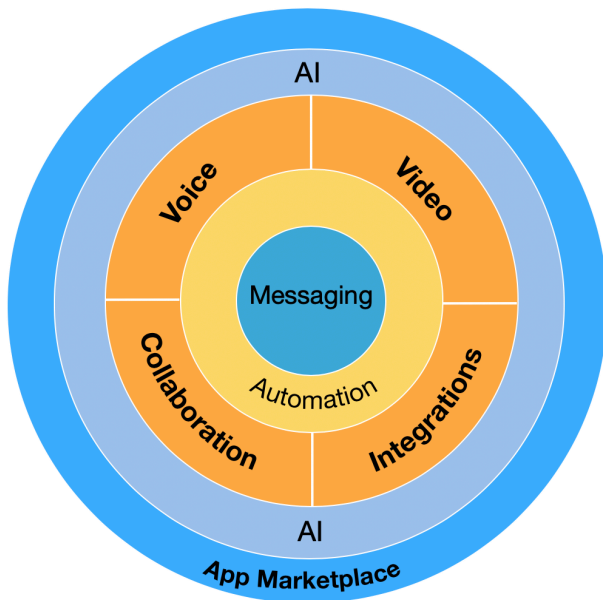 AI
Voice
Video
Messaging
Automation
Collaboration
Integrations
AI
App Marketplace